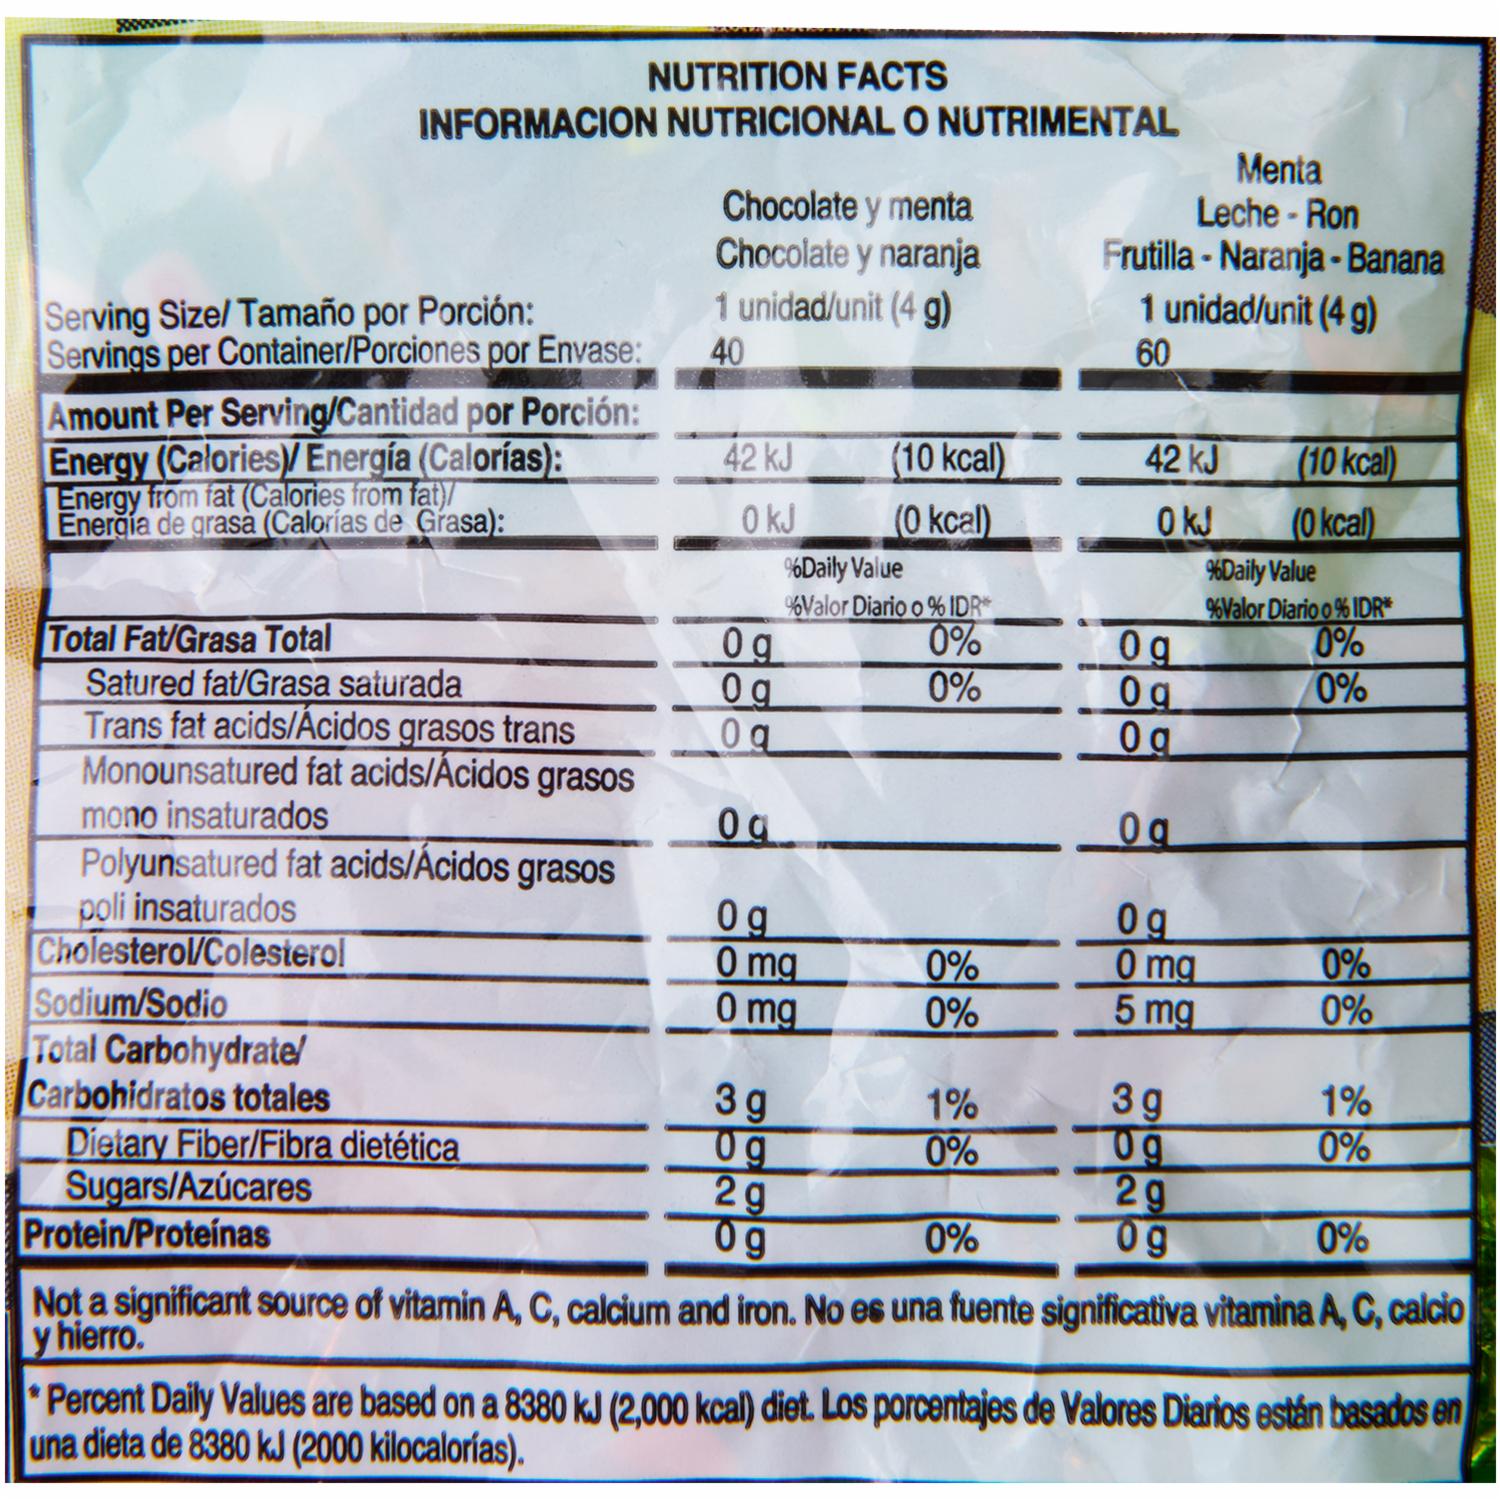 NUTRITION FACTS
INFORMACION NUTRICIONAL O NUTRIMENTAL
Menta
Chocolate y menta Leche - Ron
Chocolate y naranja Frutilla - Naranja - Banana
Serving Size/ Tamaño por Porción: 1 unidad/unit (4 g) 1 unidad/unit (4 g)
Servings per Container/Porciones por Envase: 40 60
Amount Per Serving/Cantidad por Porción:
Energy (Calories)/ Energía (Calorías): 42 kJ (10 kcal) 42 kJ (10 kcal)
Energy from fat (Calories from fat)/
Energia de grasa (Calorías de Grasa): 0 kJ (0 kcal) 0 kJ (0 kcal)
%Daily Value %Daily Value
%Valor Diario o % IDR* %Valor Diario o % IDR*
Total Fat/Grasa Total 0 g 0% 0 g 0%
Satured fat/Grasa saturada 0 g 0% 0 g 0%
Trans fat acids/Ácidos grasos trans 0 g 0 g
Monounsatured fat acids/Ácidos grasos
mono insaturados 0 g 0 g
Polyunsatured fat acids/Ácidos grasos
poli insaturados 0 g 0 g
Cholesterol/Colesterol 0 mg 0% 0 mg 0%
Sodium/Sodio 0 mg 0% 5 mg 0%
Total Carbohydrate/
Carbohidratos totales 3 g 1% 3 g 1%
Dietary Fiber/Fibra dietética 0 g 0% 0 g 0%
Sugars/Azúcares 2 g 2 g
Protein/Proteínas 0 g 0% 0 g 0%
Not a significant source of vitamin A, C, calcium and iron. No es una fuente significativa vitamina A, C, calcio
y hierro.
* Percent Daily Values are based on a 8380 kJ (2,000 kcal) diet. Los porcentajes de Valores Diarios están basados en
una dieta de 8380 kJ (2000 kilocalorías).